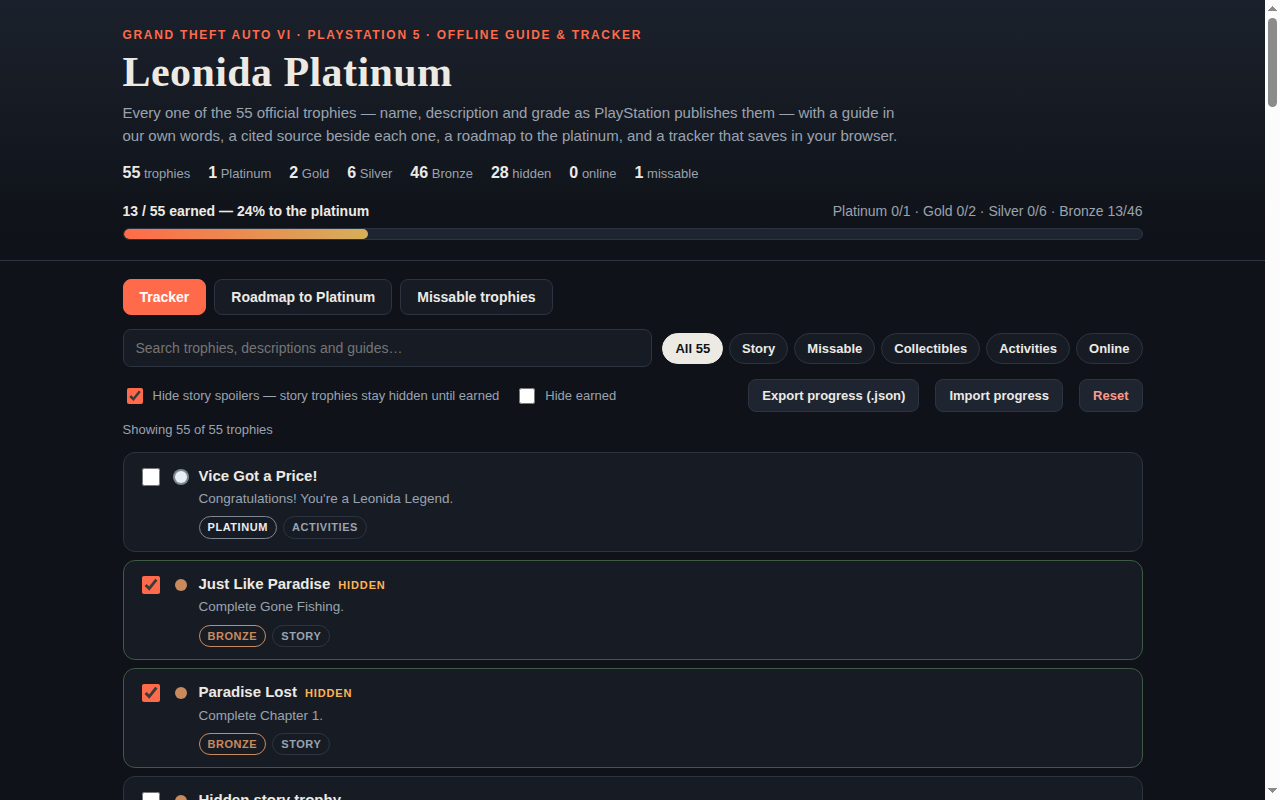 GRAND THEFT AUTO VI · PLAYSTATION 5 · OFFLINE GUIDE & TRACKER
Leonida Platinum
Every one of the 55 official trophies — name, description and grade as PlayStation publishes them — with a guide in
our own words, a cited source beside each one, a roadmap to the platinum, and a tracker that saves in your browser.
55 trophies 1 Platinum 2 Gold 6 Silver 46 Bronze 28 hidden 0 online 1 missable
13 / 55 earned — 24% to the platinum
Platinum 0/1 · Gold 0/2 · Silver 0/6 · Bronze 13/46
Tracker
Roadmap to Platinum
Missable trophies
Search trophies, descriptions and guides…
All 55
Story
Missable
Collectibles
Activities
Online
Hide story spoilers — story trophies stay hidden until earned
Hide earned
Export progress (.json)
Import progress
Reset
Showing 55 of 55 trophies
Vice Got a Price!
Congratulations! You're a Leonida Legend.
PLATINUM ACTIVITIES
Just Like Paradise HIDDEN
Complete Gone Fishing.
BRONZE STORY
Paradise Lost HIDDEN
Complete Chapter 1.
BRONZE STORY
Hidden story trophy